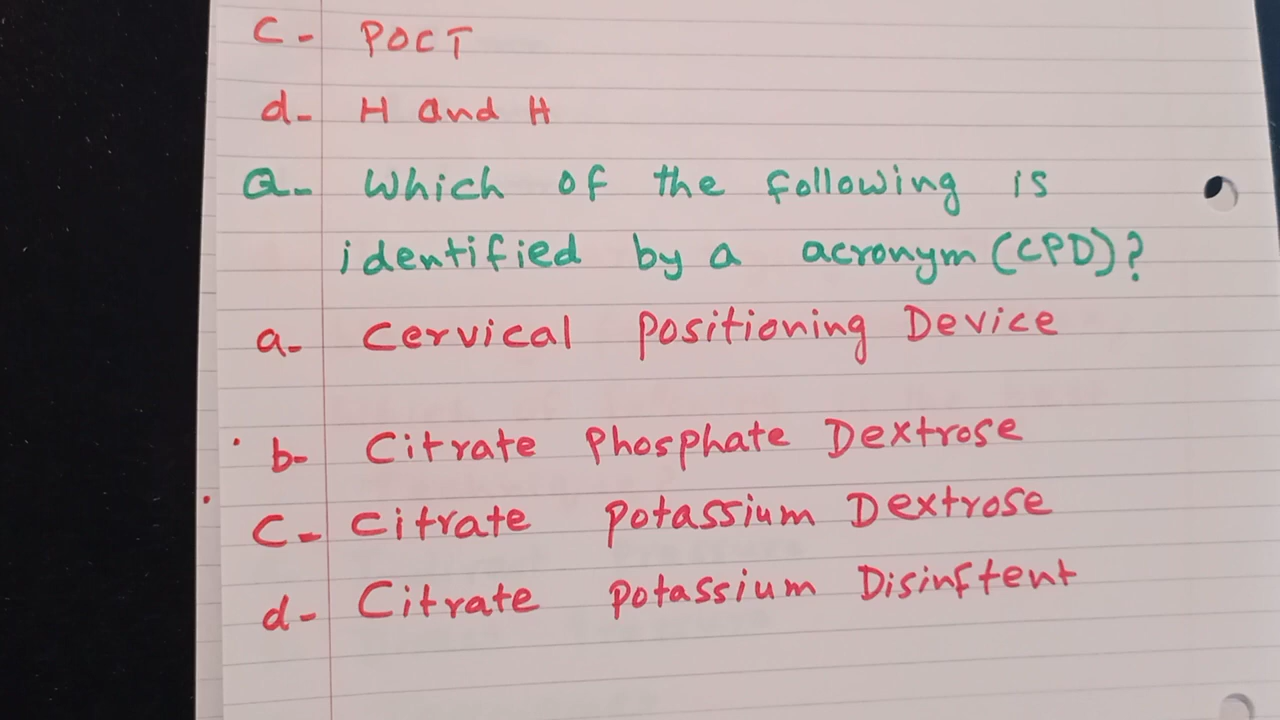 C- POCT
d- H and H
Q- Which of the following is
identified by a acronym (CPD)?
a- Cervical Positioning Device
b- Citrate Phosphate Dextrose
C- Citrate Potassium Dextrose
d- Citrate Potassium Disinftent